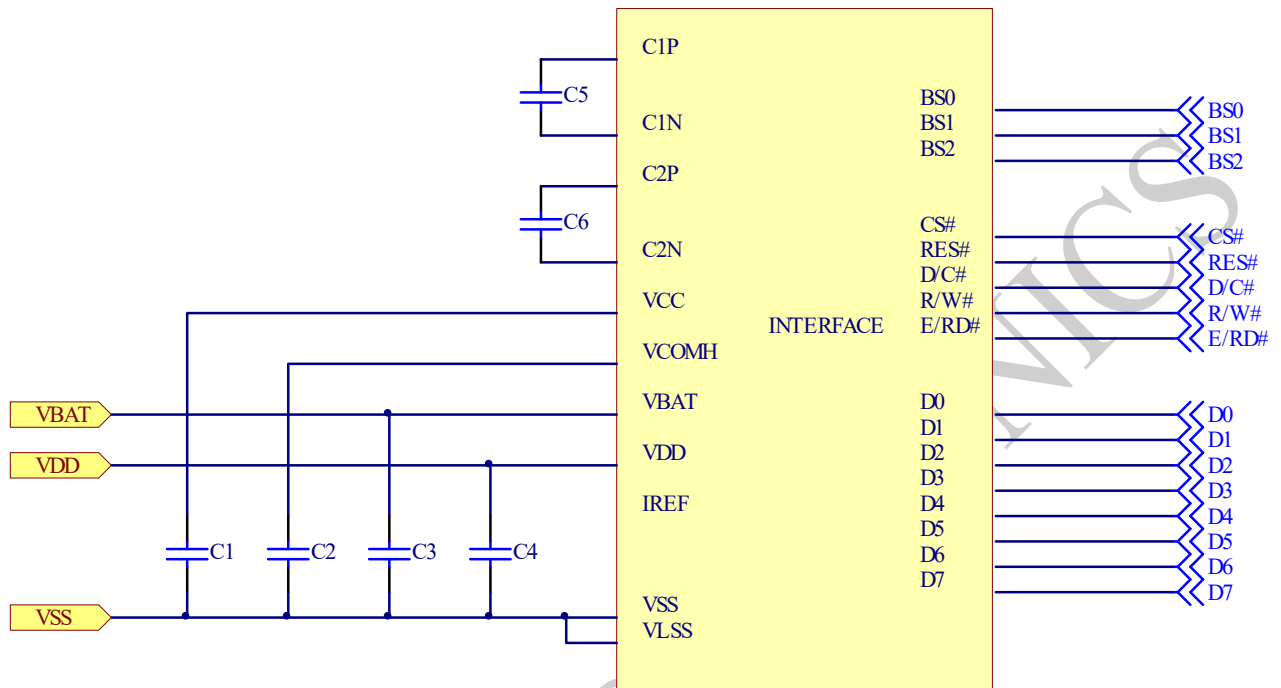 C1P
C5
C1N
C2P
C6
C2N
VCC
VCOMH
VBAT
VBAT
VDD
VDD
IREF
C1
C2
C3
C4
VSS
VSS
VLSS
INTERFACE
BS0
BS1
BS2
CS#
RES#
D/C#
R/W#
E/RD#
D0
D1
D2
D3
D4
D5
D6
D7
BS0
BS1
BS2
CS#
RES#
D/C#
R/W#
E/RD#
D0
D1
D2
D3
D4
D5
D6
D7
NICS